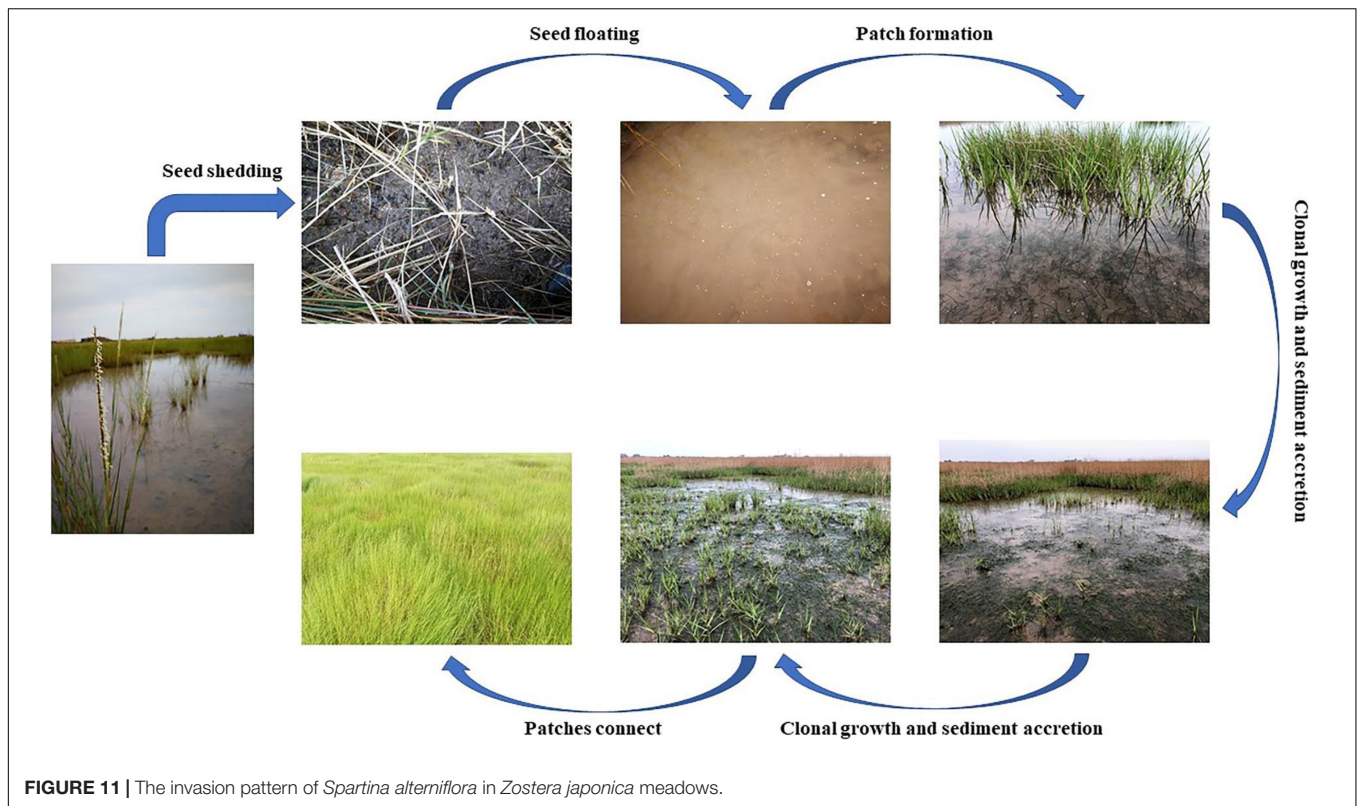 Seed floating
Patch formation
Seed shedding
Clonal growth and sediment accretion
Patches connect
Clonal growth and sediment accretion
FIGURE 11 | The invasion pattern of Spartina alterniflora in Zostera japonica meadows.